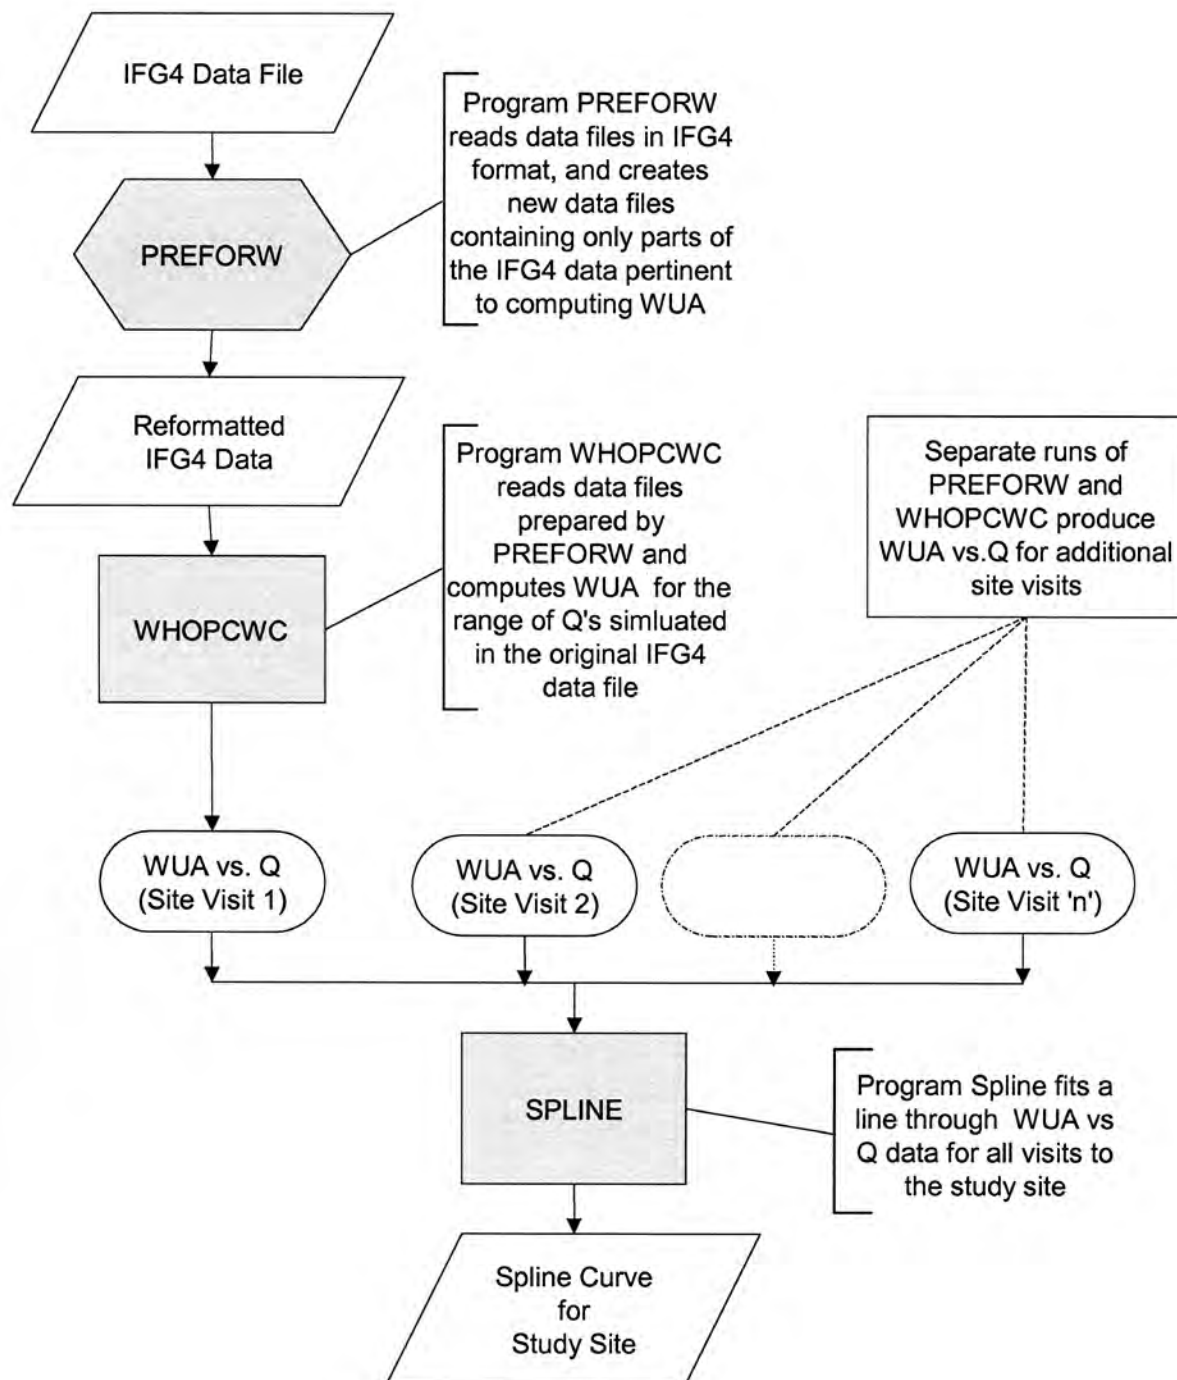 IFG4 Data File
Program PREFORW
reads data files in IFG4
format, and creates
new data files
containing only parts of
the IFG4 data pertinent
to computing WUA
PREFORW
Reformatted
IFG4 Data
Program WHOPCWC
reads data files
prepared by
PREFORW and
computes WUA for the
range of Q's simluated
in the original IFG4
data file
Separate runs of
PREFORW and
WHOPCWC produce
WUA vs.Q for additional
site visits
WHOPCWC
WUA vs. Q
(Site Visit 1)
WUA vs. Q
(Site Visit 2)
WUA vs. Q
(Site Visit 'n')
SPLINE
Program Spline fits a
line through WUA vs
Q data for all visits to
the study site
Spline Curve
for
Study Site